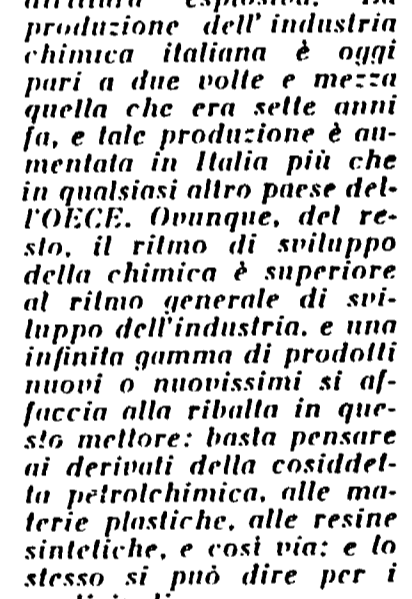 esplosiva. La
produzione dell'industria
chimica italiana è oggi
pari a due volte e mezza
quella che era sette anni
fa, e tale produzione è au-
mentata in Italia più che
in qualsiasi altro paese del-
l'OECE. Ovunque, del re-
sto, il ritmo di sviluppo
della chimica è superiore
al ritmo generale di svi-
luppo dell'industria, e una
infinita gamma di prodotti
nuovi o nuovissimi si af-
faccia alla ribalta in que-
sto mettore: basta pensare
ai derivati della cosiddet-
ta petrolchimica, alle ma-
terie plastiche, alle resine
sintetiche, e così via; e lo
stesso si può dire per i